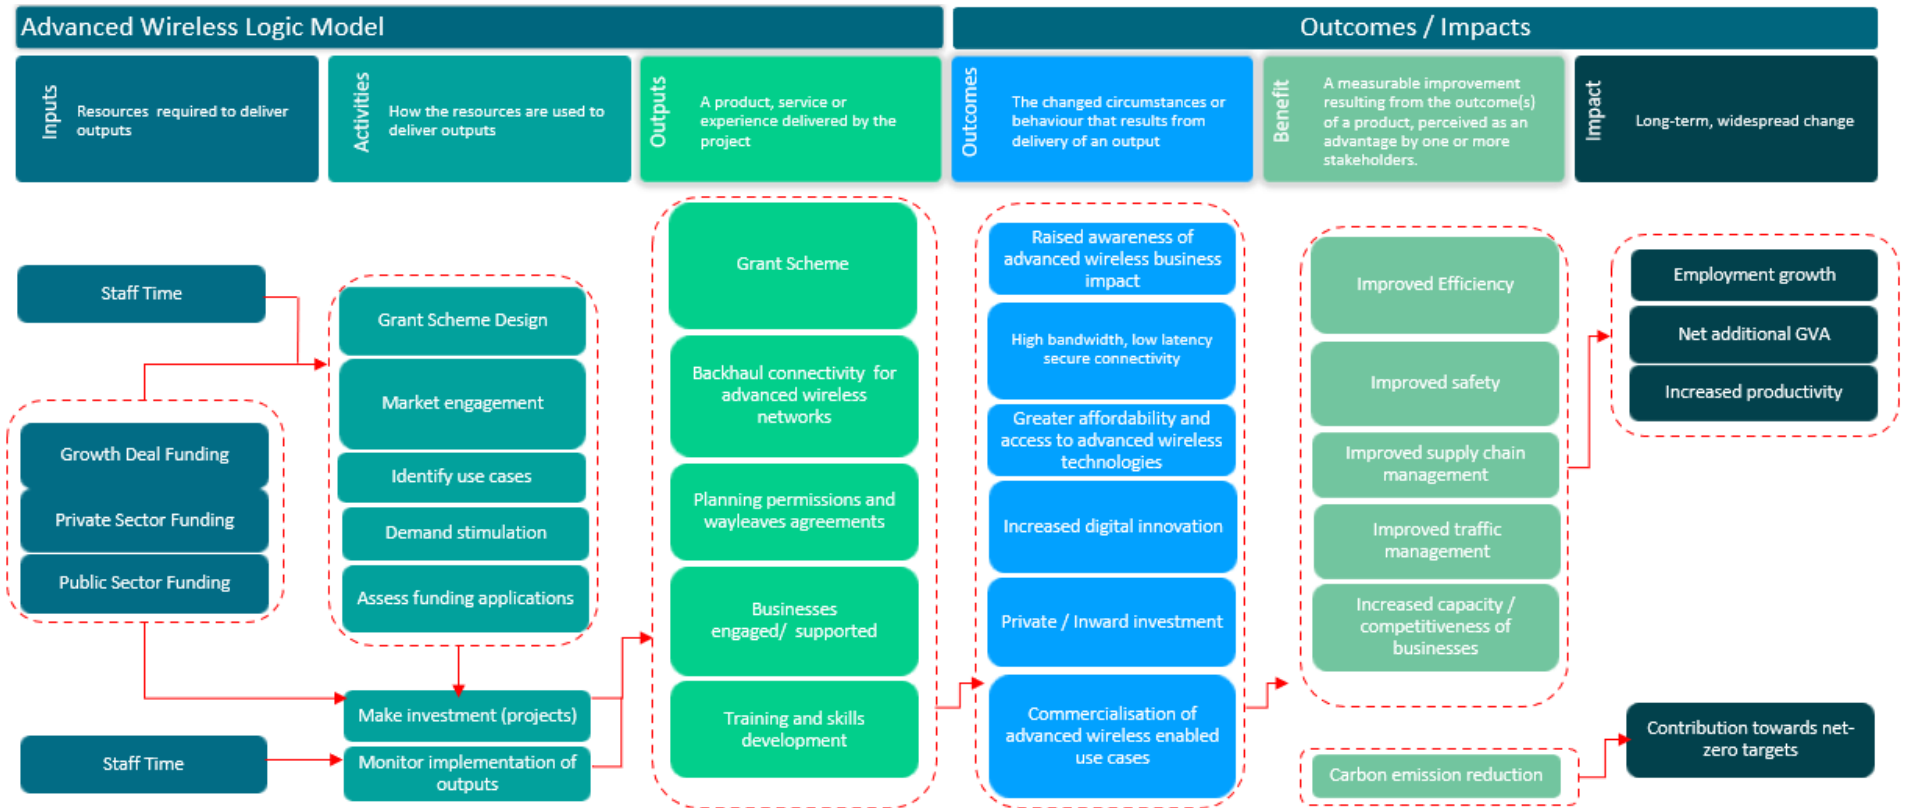 Advanced Wireless Logic Model
Outcomes / Impacts
Inputs
Resources required to deliver
outputs
Activities
How the resources are used to
deliver outputs
Outputs
A product, service or
experience delivered by the
project
Outcomes
The changed circumstances or
behaviour that results from
delivery of an output
Benefit
A measurable improvement
resulting from the outcome(s)
of a product, perceived as an
advantage by one or more
stakeholders.
Impact
Long-term, widespread change
Staff Time
Growth Deal Funding
Private Sector Funding
Public Sector Funding
Staff Time
Grant Scheme Design
Market engagement
Identify use cases
Demand stimulation
Assess funding applications
Make investment (projects)
Monitor implementation of
outputs
Grant Scheme
Backhaul connectivity for
advanced wireless
networks
Planning permissions and
wayleaves agreements
Businesses
engaged/ supported
Training and skills
development
Raised awareness of
advanced wireless business
impact
High bandwidth, low latency
secure connectivity
Greater affordability and
access to advanced wireless
technologies
Increased digital innovation
Private / Inward investment
Commercialisation of
advanced wireless enabled
use cases
Improved Efficiency
Improved safety
Improved supply chain
management
Improved traffic
management
Increased capacity /
competitiveness of
businesses
Carbon emission reduction
Employment growth
Net additional GVA
Increased productivity
Contribution towards net-
zero targets